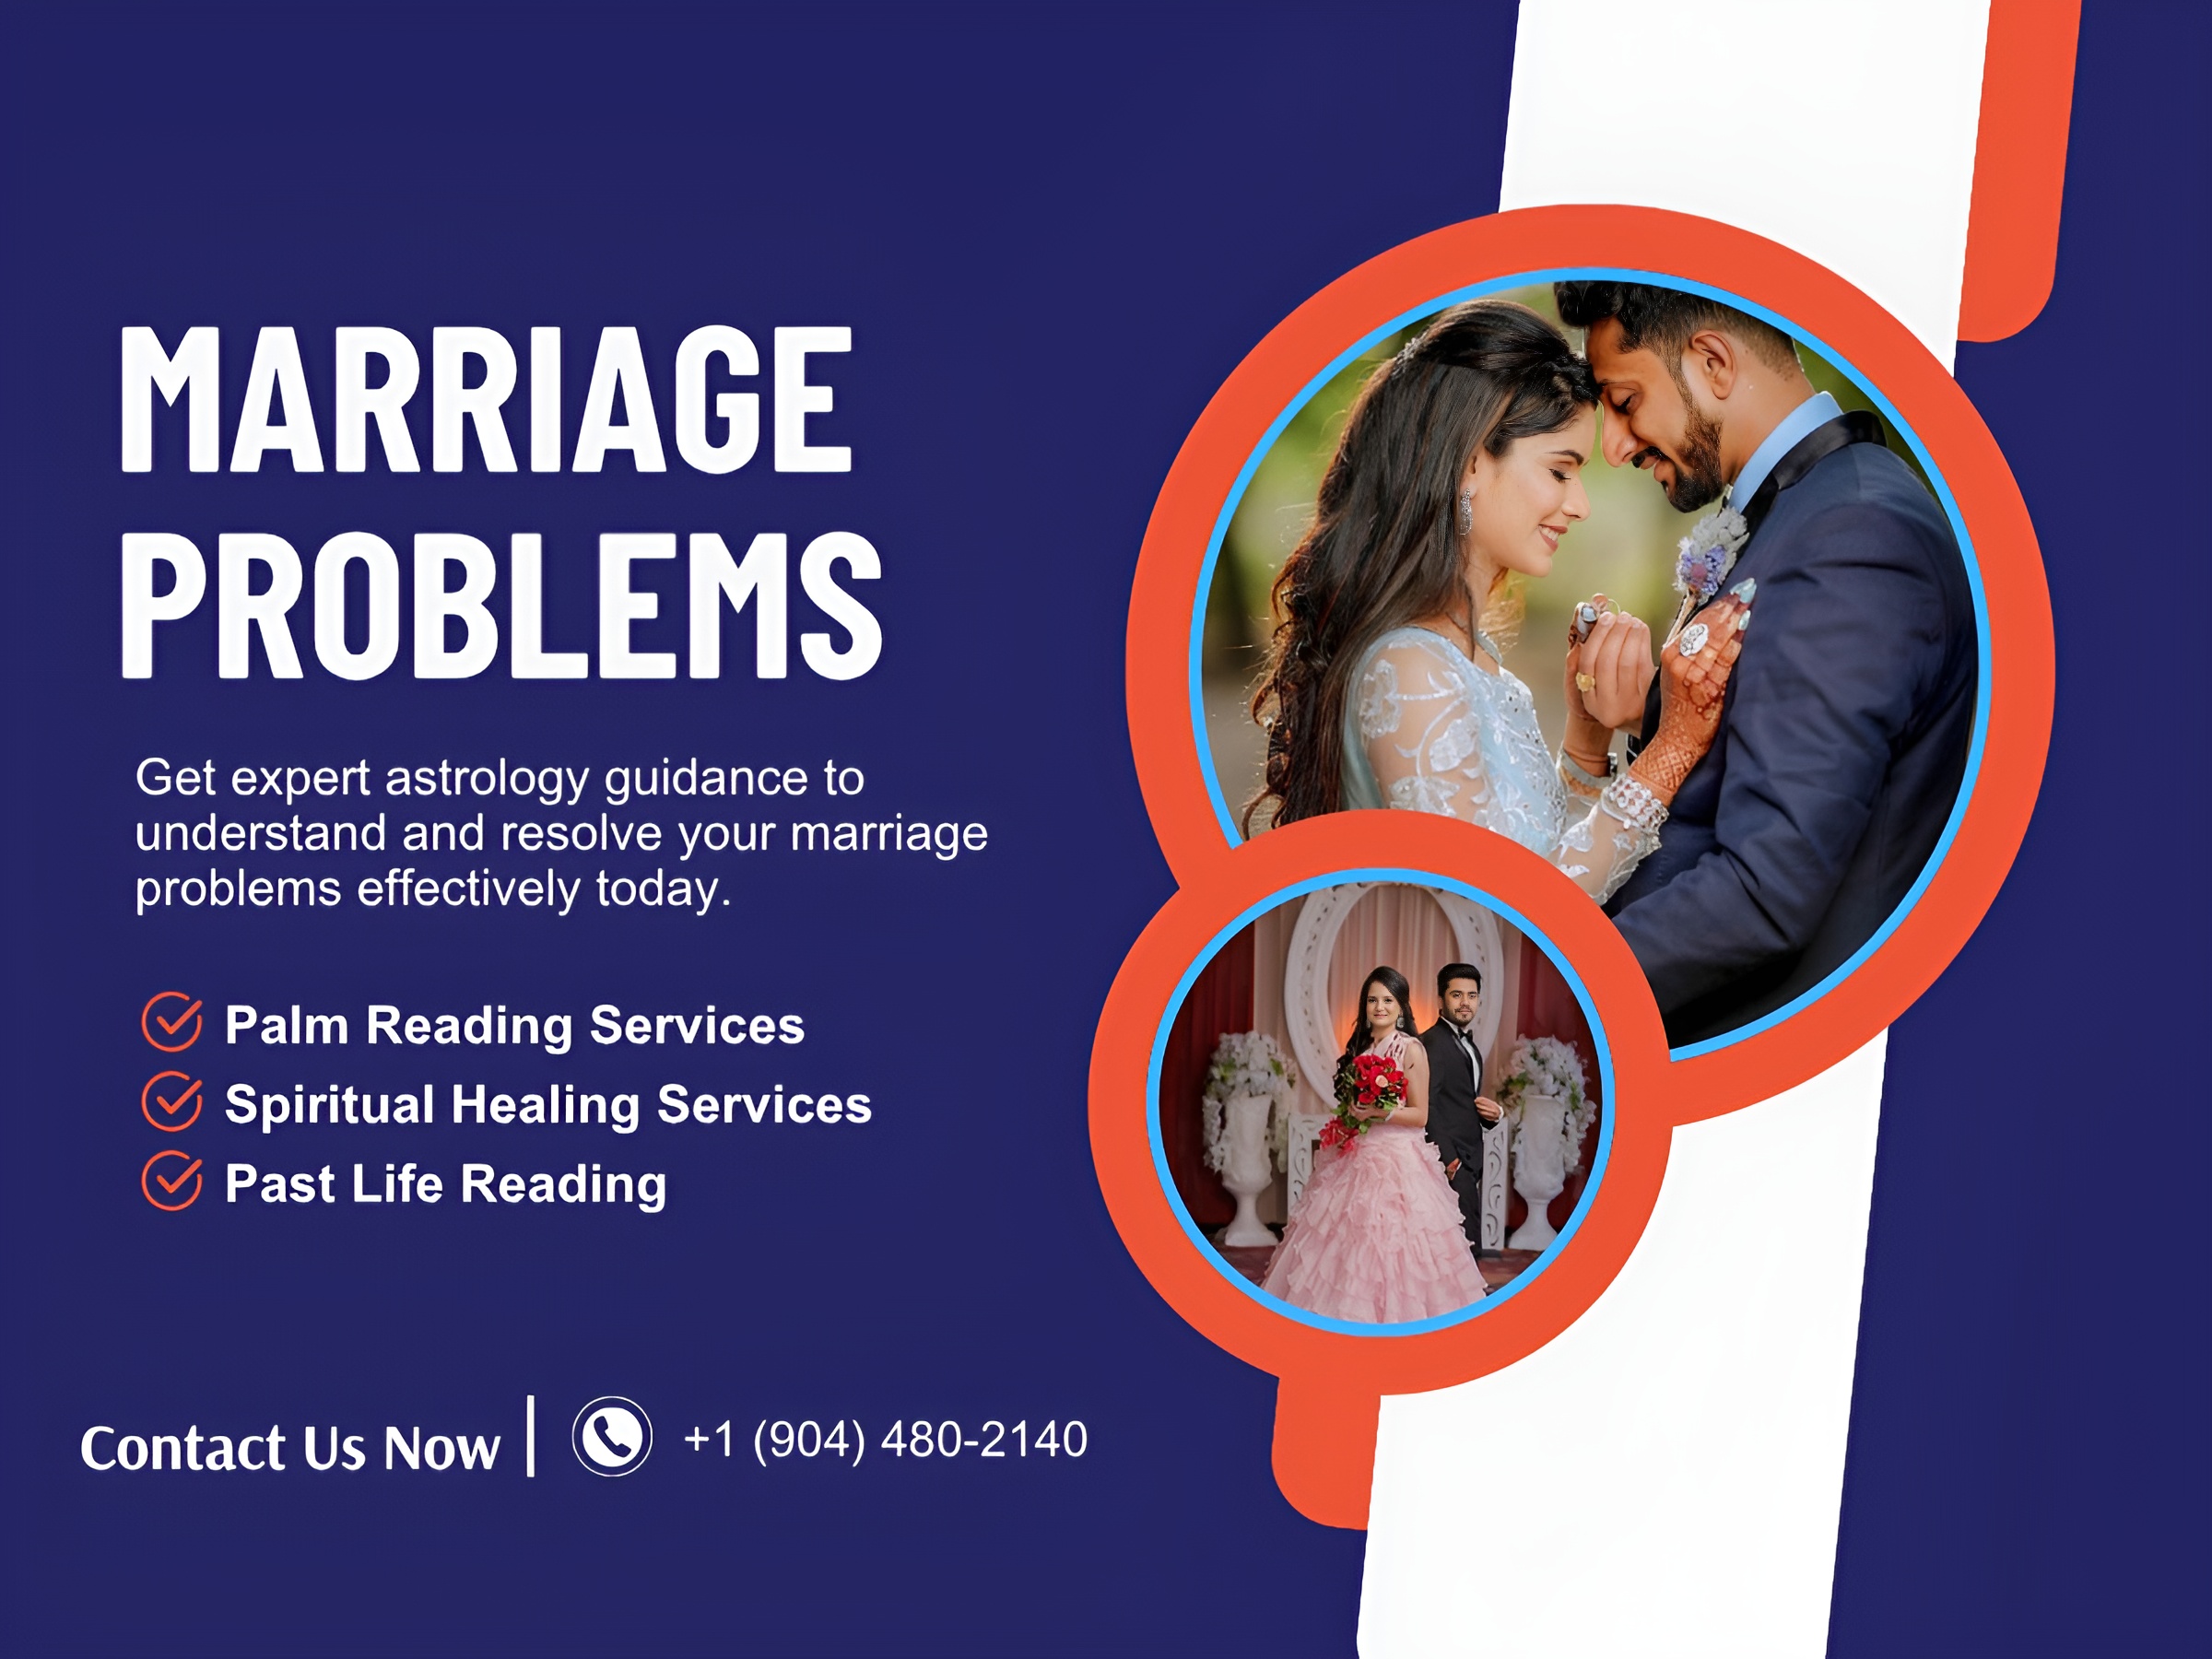 MARRIAGE
PROBLEMS
Get expert astrology guidance to
understand and resolve your marriage
problems effectively today.
Palm Reading Services
Spiritual Healing Services
Past Life Reading
Contact Us Now | +1 (904) 480-2140